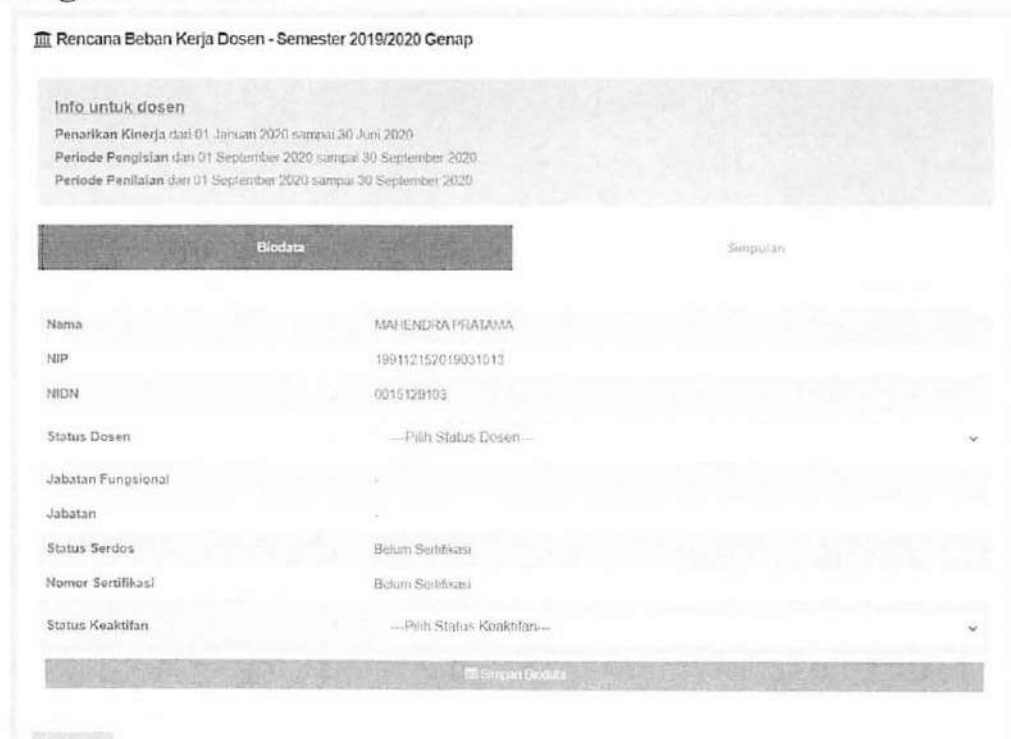 Rencana Beban Kerja Dosen - Semester 2019/2020 Genap
Info untuk dosen
Penarikan Kinerja dari 01 Januari 2020 sampai 30 Juni 2020
Periode Pengisian dari 01 September 2020 sampai 30 September 2020
Periode Penilaian dari 01 September 2020 sampai 30 September 2020
Biodata Simpulan
Nama MAHENDRA PRATAMA
NIP 199112152019031013
NIDN 0015129103
Status Dosen ---Pilih Status Dosen---
Jabatan Fungsional -
Jabatan -
Status Serdos Belum Sertifikasi
Nomor Sertifikasi Belum Sertifikasi
Status Keaktifan ---Pilih Status Keaktifan---
Simpan Biodata